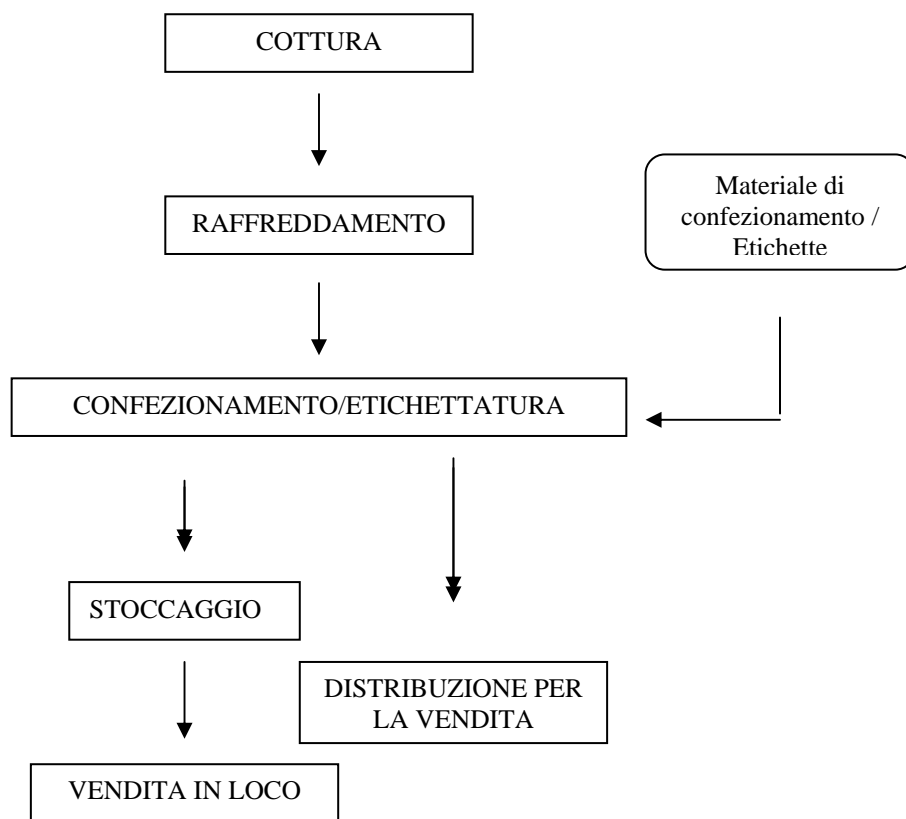 COTTURA
RAFFREDDAMENTO
Materiale di
confezionamento /
Etichette
CONFEZIONAMENTO/ETICHETTATURA
STOCCAGGIO
DISTRIBUZIONE PER
LA VENDITA
VENDITA IN LOCO